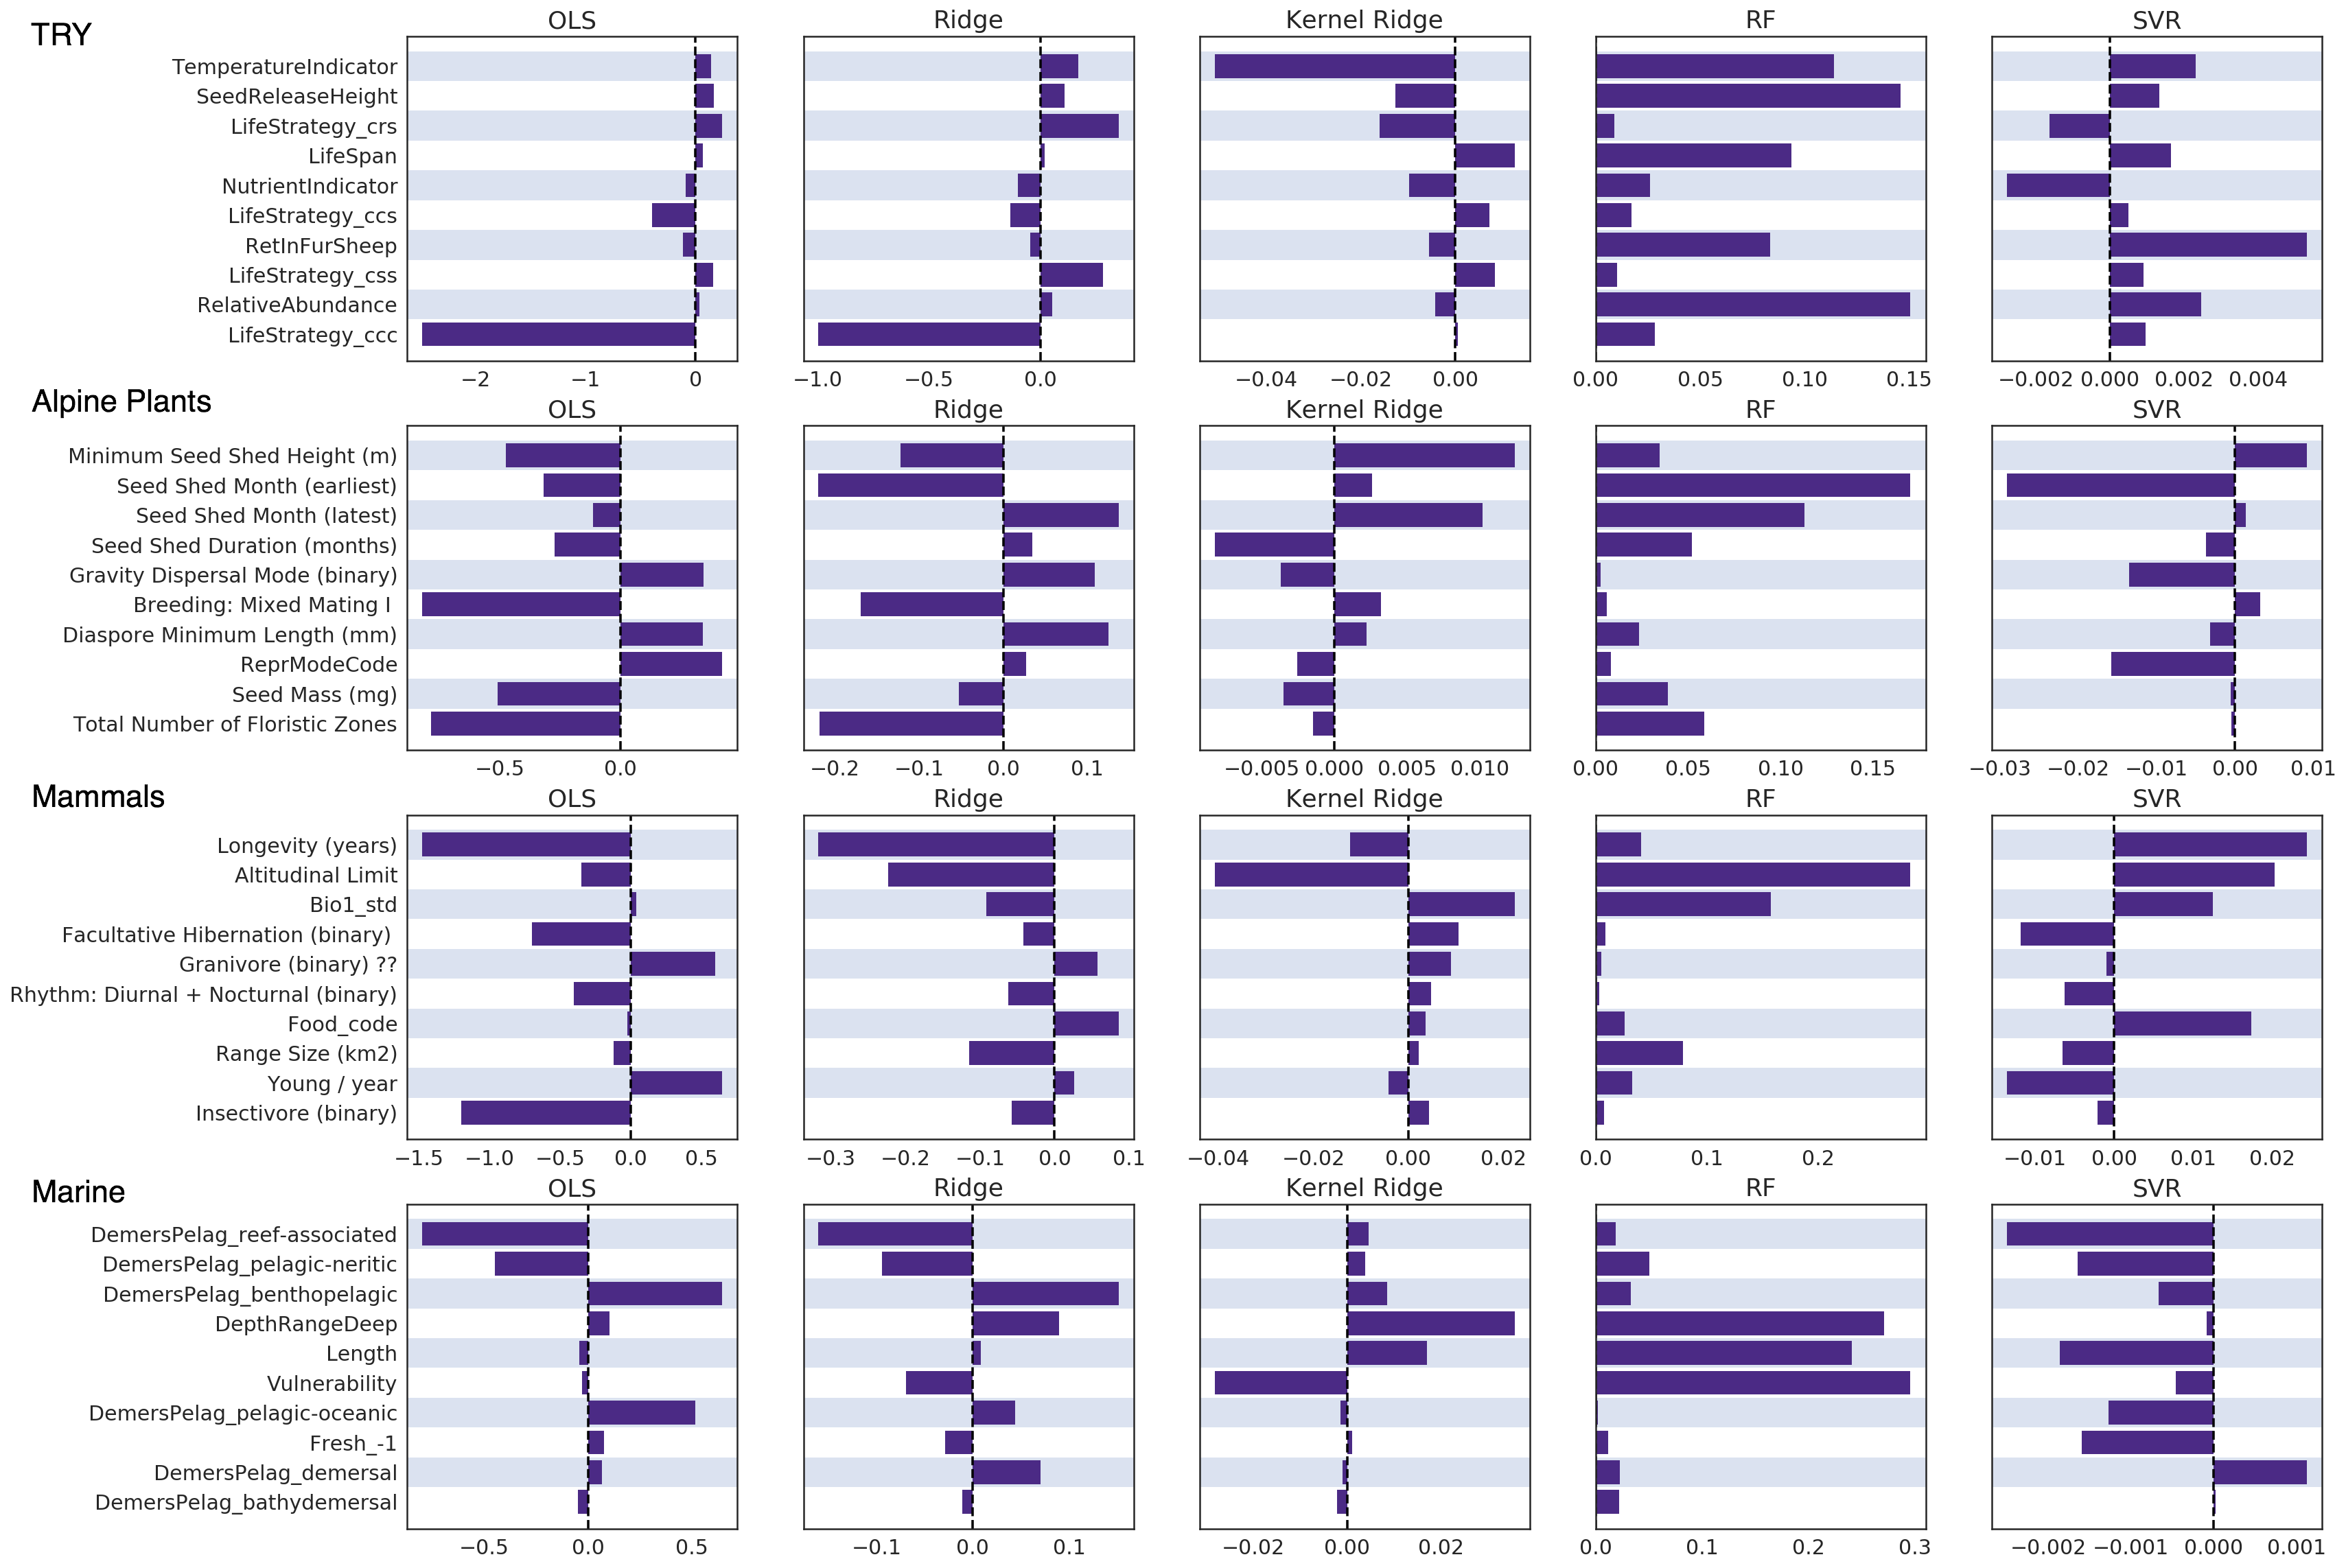 TRY
OLS Ridge Kernel Ridge RF SVR
TemperatureIndicator
SeedReleaseHeight
LifeStrategy_crs
LifeSpan
NutrientIndicator
LifeStrategy_ccs
RetInFurSheep
LifeStrategy_css
RelativeAbundance
LifeStrategy_ccc
−2 −1 0 −1.0 −0.5 0.0 −0.04 −0.02 0.00 0.00 0.05 0.10 0.15 −0.002 0.000 0.002 0.004
Alpine Plants
OLS Ridge Kernel Ridge RF SVR
Minimum Seed Shed Height (m)
Seed Shed Month (earliest)
Seed Shed Month (latest)
Seed Shed Duration (months)
Gravity Dispersal Mode (binary)
Breeding: Mixed Mating I
Diaspore Minimum Length (mm)
ReprModeCode
Seed Mass (mg)
Total Number of Floristic Zones
−0.5 0.0 −0.2 −0.1 0.0 0.1 −0.005 0.000 0.005 0.010 0.00 0.05 0.10 0.15 −0.03 −0.02 −0.01 0.00 0.01
Mammals
OLS Ridge Kernel Ridge RF SVR
Longevity (years)
Altitudinal Limit
Bio1_std
Facultative Hibernation (binary)
Granivore (binary) ??
Rhythm: Diurnal + Nocturnal (binary)
Food_code
Range Size (km2)
Young / year
Insectivore (binary)
−1.5 −1.0 −0.5 0.0 0.5 −0.3 −0.2 −0.1 0.0 0.1 −0.04 −0.02 0.00 0.02 0.0 0.1 0.2 −0.01 0.00 0.01 0.02
Marine
OLS Ridge Kernel Ridge RF SVR
DemersPelag_reef-associated
DemersPelag_pelagic-neritic
DemersPelag_benthopelagic
DepthRangeDeep
Length
Vulnerability
DemersPelag_pelagic-oceanic
Fresh_-1
DemersPelag_demersal
DemersPelag_bathydemersal
−0.5 0.0 0.5 −0.1 0.0 0.1 −0.02 0.00 0.02 0.0 0.1 0.2 0.3 −0.002 −0.001 0.000 0.001